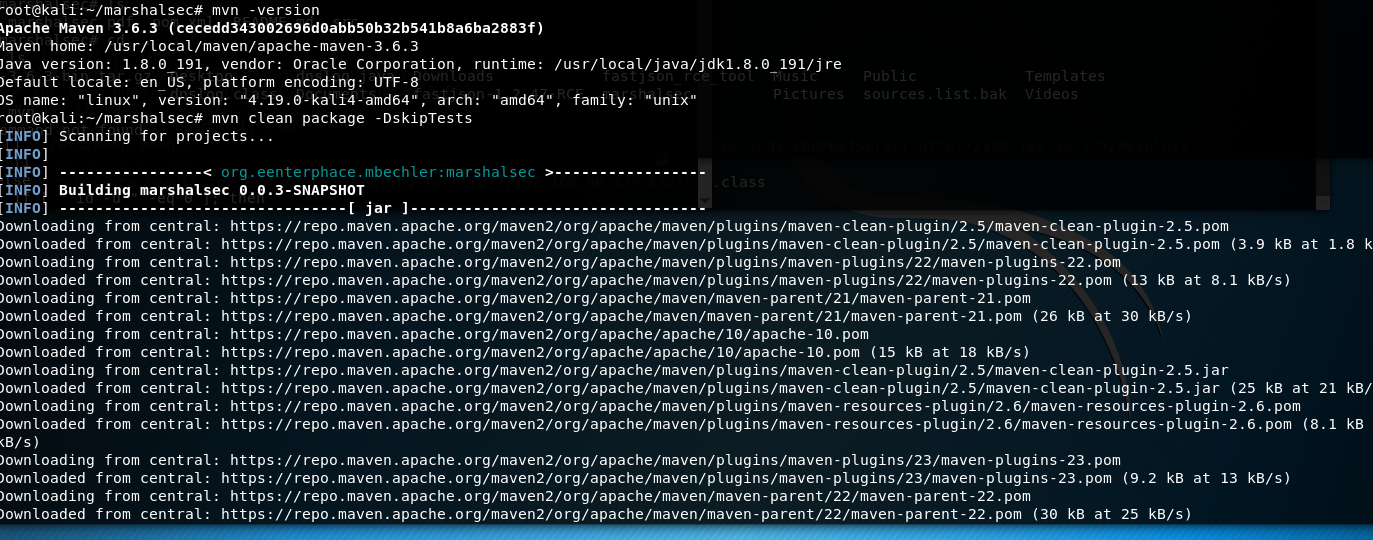 root@kali:~/marshalsec# mvn -version
Apache Maven 3.6.3 (cecedd343002696d0abb50b32b541b8a6ba2883f)
Maven home: /usr/local/maven/apache-maven-3.6.3
Java version: 1.8.0_191, vendor: Oracle Corporation, runtime: /usr/local/java/jdk1.8.0_191/jre
Default locale: en_US, platform encoding: UTF-8
OS name: "linux", version: "4.19.0-kali4-amd64", arch: "amd64", family: "unix"
root@kali:~/marshalsec# mvn clean package -DskipTests
[INFO] Scanning for projects...
[INFO]
[INFO] ----------------< org.eenterphace.mbechler:marshalsec >-----------------
[INFO] Building marshalsec 0.0.3-SNAPSHOT
[INFO] --------------------------------[ jar ]---------------------------------
Downloading from central: https://repo.maven.apache.org/maven2/org/apache/maven/plugins/maven-clean-plugin/2.5/maven-clean-plugin-2.5.pom
Downloaded from central: https://repo.maven.apache.org/maven2/org/apache/maven/plugins/maven-clean-plugin/2.5/maven-clean-plugin-2.5.pom (3.9 kB at 1.8 k
Downloading from central: https://repo.maven.apache.org/maven2/org/apache/maven/plugins/maven-plugins/22/maven-plugins-22.pom
Downloaded from central: https://repo.maven.apache.org/maven2/org/apache/maven/plugins/maven-plugins/22/maven-plugins-22.pom (13 kB at 8.1 kB/s)
Downloading from central: https://repo.maven.apache.org/maven2/org/apache/maven/maven-parent/21/maven-parent-21.pom
Downloaded from central: https://repo.maven.apache.org/maven2/org/apache/maven/maven-parent/21/maven-parent-21.pom (26 kB at 30 kB/s)
Downloading from central: https://repo.maven.apache.org/maven2/org/apache/apache/10/apache-10.pom
Downloaded from central: https://repo.maven.apache.org/maven2/org/apache/apache/10/apache-10.pom (15 kB at 18 kB/s)
Downloading from central: https://repo.maven.apache.org/maven2/org/apache/maven/plugins/maven-clean-plugin/2.5/maven-clean-plugin-2.5.jar
Downloaded from central: https://repo.maven.apache.org/maven2/org/apache/maven/plugins/maven-clean-plugin/2.5/maven-clean-plugin-2.5.jar (25 kB at 21 kB/
Downloading from central: https://repo.maven.apache.org/maven2/org/apache/maven/plugins/maven-resources-plugin/2.6/maven-resources-plugin-2.6.pom
Downloaded from central: https://repo.maven.apache.org/maven2/org/apache/maven/plugins/maven-resources-plugin/2.6/maven-resources-plugin-2.6.pom (8.1 kB
kB/s)
Downloading from central: https://repo.maven.apache.org/maven2/org/apache/maven/plugins/maven-plugins/23/maven-plugins-23.pom
Downloaded from central: https://repo.maven.apache.org/maven2/org/apache/maven/plugins/maven-plugins/23/maven-plugins-23.pom (9.2 kB at 13 kB/s)
Downloading from central: https://repo.maven.apache.org/maven2/org/apache/maven/maven-parent/22/maven-parent-22.pom
Downloaded from central: https://repo.maven.apache.org/maven2/org/apache/maven/maven-parent/22/maven-parent-22.pom (30 kB at 25 kB/s)